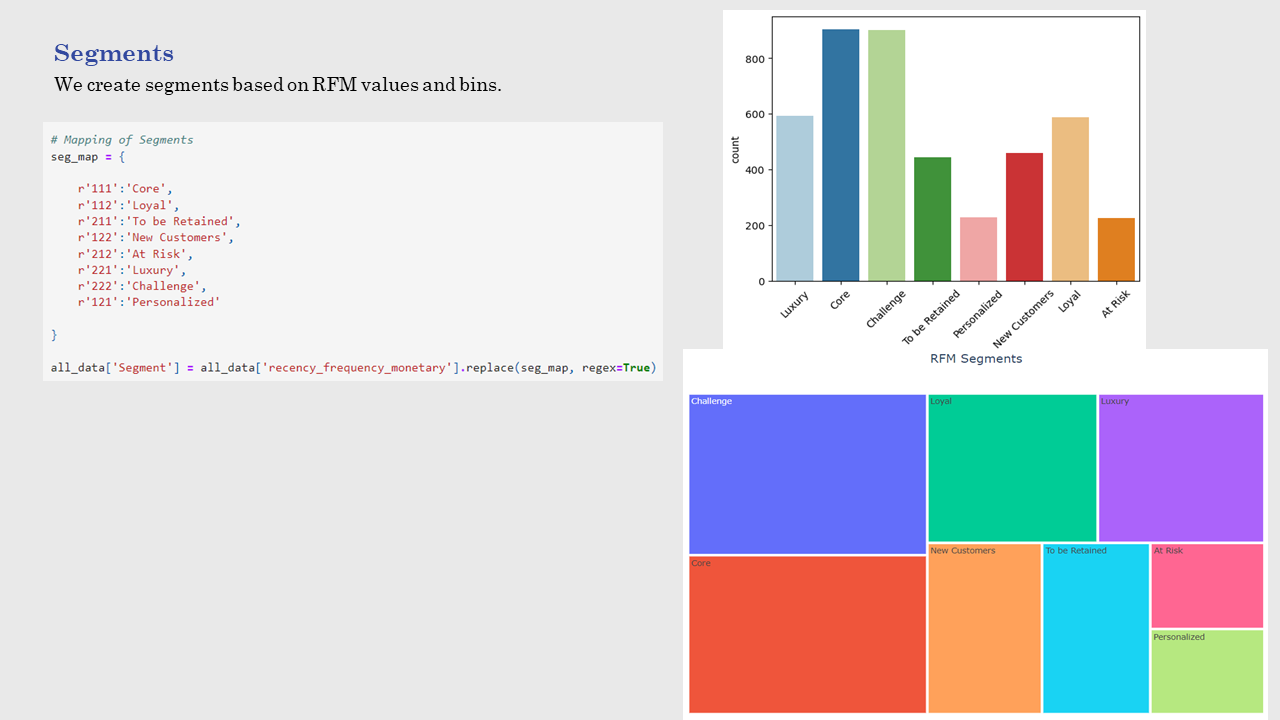 Segments
We create segments based on RFM values and bins.
# Mapping of Segments
seg_map = {
r'111':'Core',
r'112':'Loyal',
r'211':'To be Retained',
r'122':'New Customers',
r'212':'At Risk',
r'221':'Luxury',
r'222':'Challenge',
r'121':'Personalized'
}
all_data['Segment'] = all_data['recency_frequency_monetary'].replace(seg_map, regex=True)
count
800
600
400
200
0
Luxury
Core
Challenge
To be Retained
Personalized
New Customers
Loyal
At Risk
RFM Segments
Challenge
Loyal
Luxury
Core
New Customers
To be Retained
At Risk
Personalized